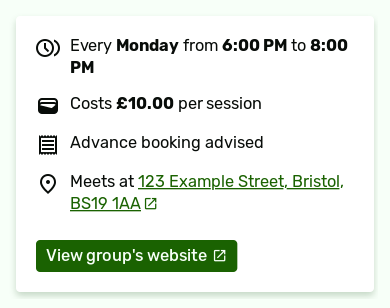 Every Monday from 6:00 PM to 8:00
PM
Costs £10.00 per session
Advance booking advised
Meets at 123 Example Street, Bristol,
BS19 1AA
View group's website